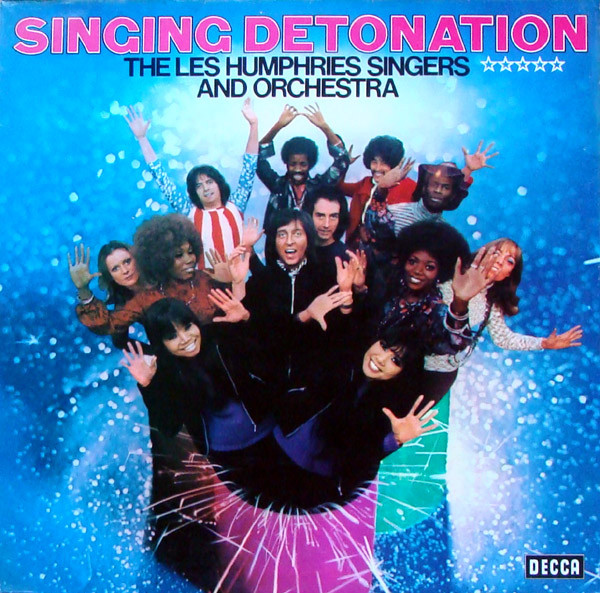 SINGING DETONATION
THE LES HUMPHRIES SINGERS ☆☆☆☆☆
AND ORCHESTRA
DECCA